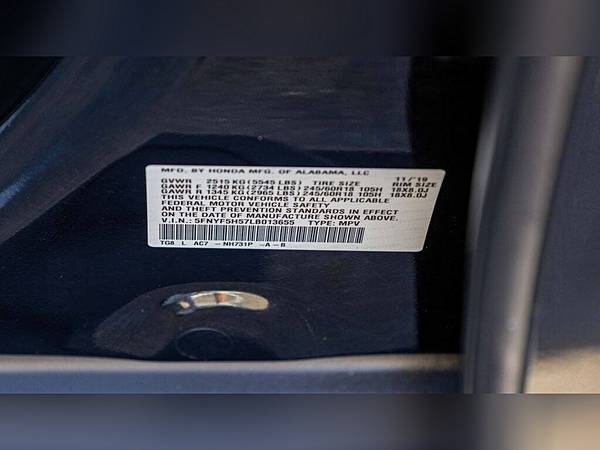 MFD. BY HONDA MFG. OF ALABAMA, LLC 11/19
GVWR 2515 KG (5545 LBS) TIRE SIZE RIM SIZE
GAWR F 1240 KG (2734 LBS) 245/60R18 105H 18X8.0J
GAWR R 1345 KG (2965 LBS) 245/60R18 105H 18X8.0J
THIS VEHICLE CONFORMS TO ALL APPLICABLE
FEDERAL MOTOR VEHICLE SAFETY
AND THEFT PREVENTION STANDARDS IN EFFECT
ON THE DATE OF MANUFACTURE SHOWN ABOVE.
V.I.N.: 5FNYF5H57LB013655 TYPE: MPV
TG8 L AC7 - NH731P -A-B